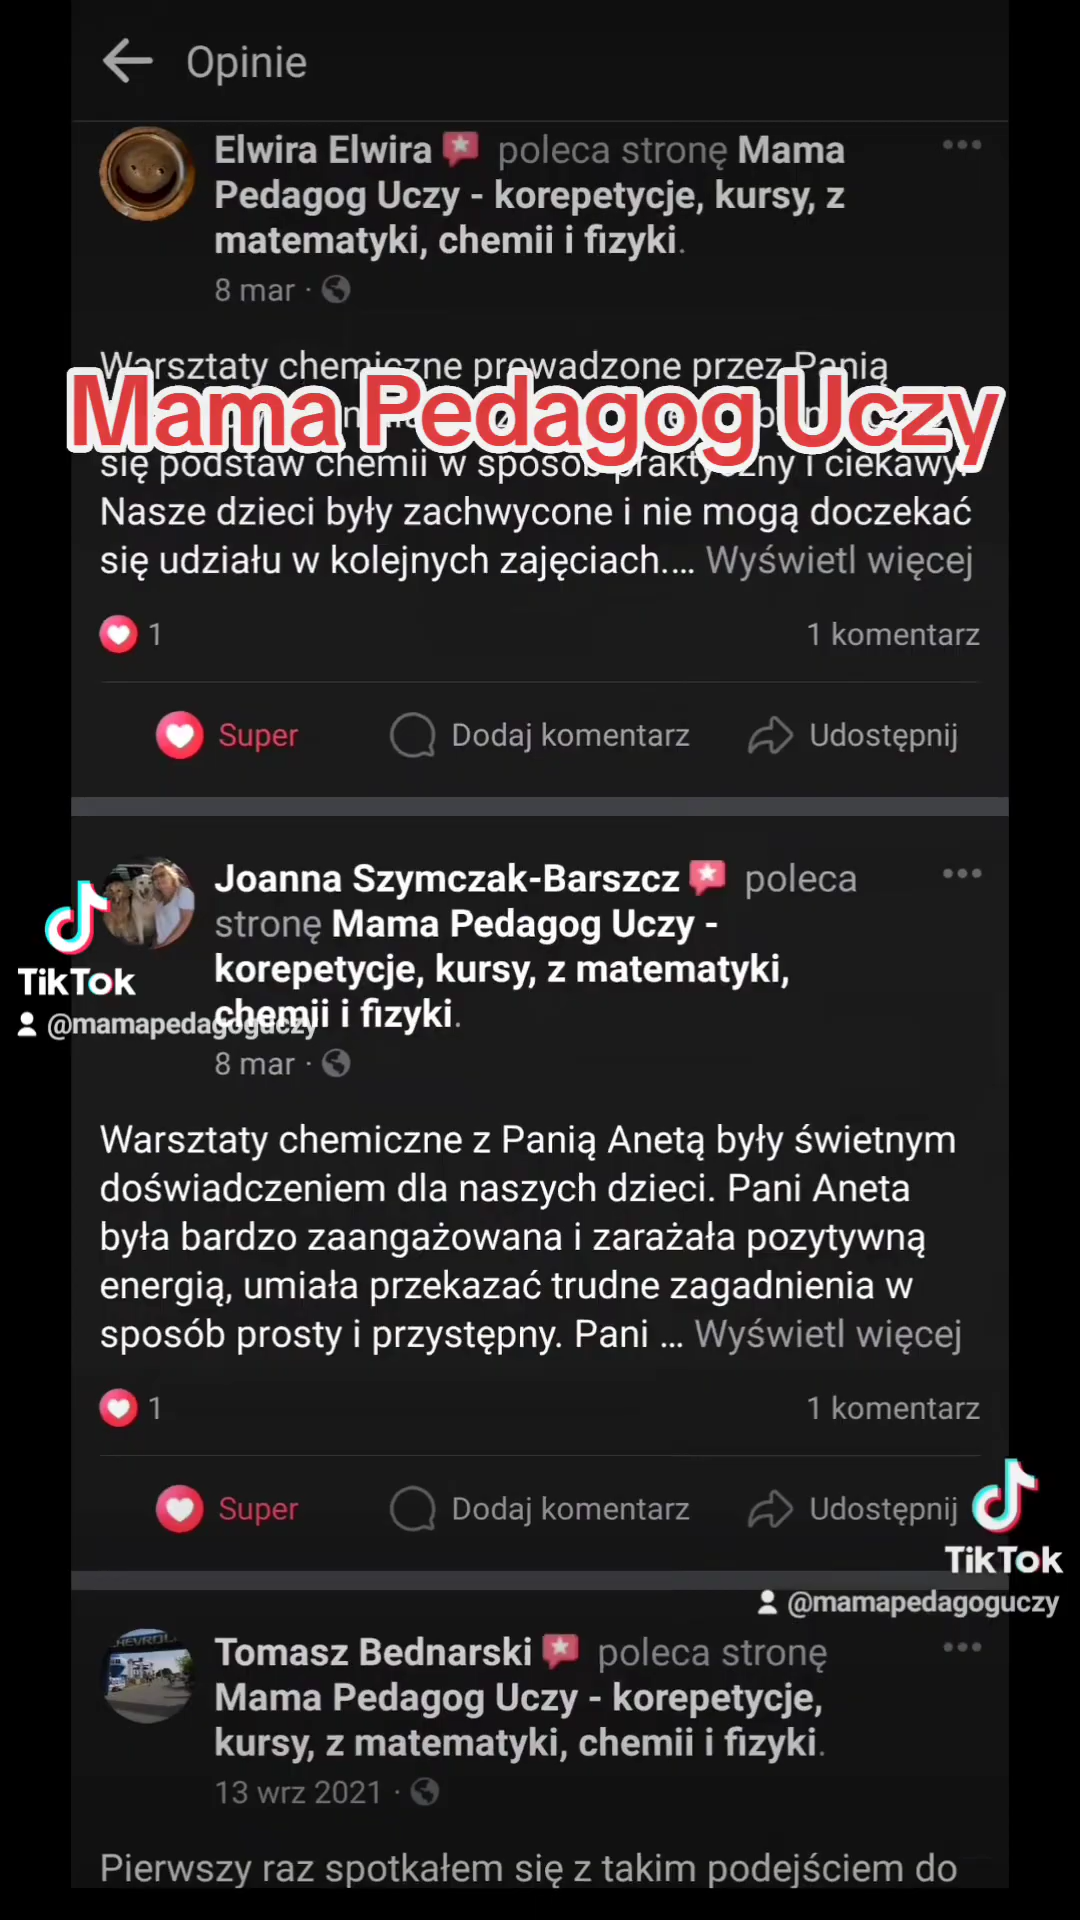 Opinie
Elwira Elwira poleca stronę Mama
Pedagog Uczy - korepetycje, kursy, z
matematyki, chemii i fizyki.
8 mar ·
Warsztaty chemiczne prowadzone przez Panią
Mama Pedagog Uczy
się podstaw chemii w sposób praktyczny i ciekawy.
Nasze dzieci były zachwycone i nie mogą doczekać
się udziału w kolejnych zajęciach.... Wyświetl więcej
1
1 komentarz
Super
Dodaj komentarz
Udostępnij
Joanna Szymczak-Barszcz poleca
stronę Mama Pedagog Uczy -
korepetycje, kursy, z matematyki,
chemii i fizyki.
TikTok
@mamapedagoguczy
8 mar ·
Warsztaty chemiczne z Panią Anetą były świetnym
doświadczeniem dla naszych dzieci. Pani Aneta
była bardzo zaangażowana i zarażała pozytywną
energią, umiała przekazać trudne zagadnienia w
sposób prosty i przystępny. Pani ... Wyświetl więcej
1
1 komentarz
Super
Dodaj komentarz
Udostępnij
TikTok
@mamapedagoguczy
Tomasz Bednarski poleca stronę
Mama Pedagog Uczy - korepetycje,
kursy, z matematyki, chemii i fizyki.
13 wrz 2021 ·
Pierwszy raz spotkałem się z takim podejściem do